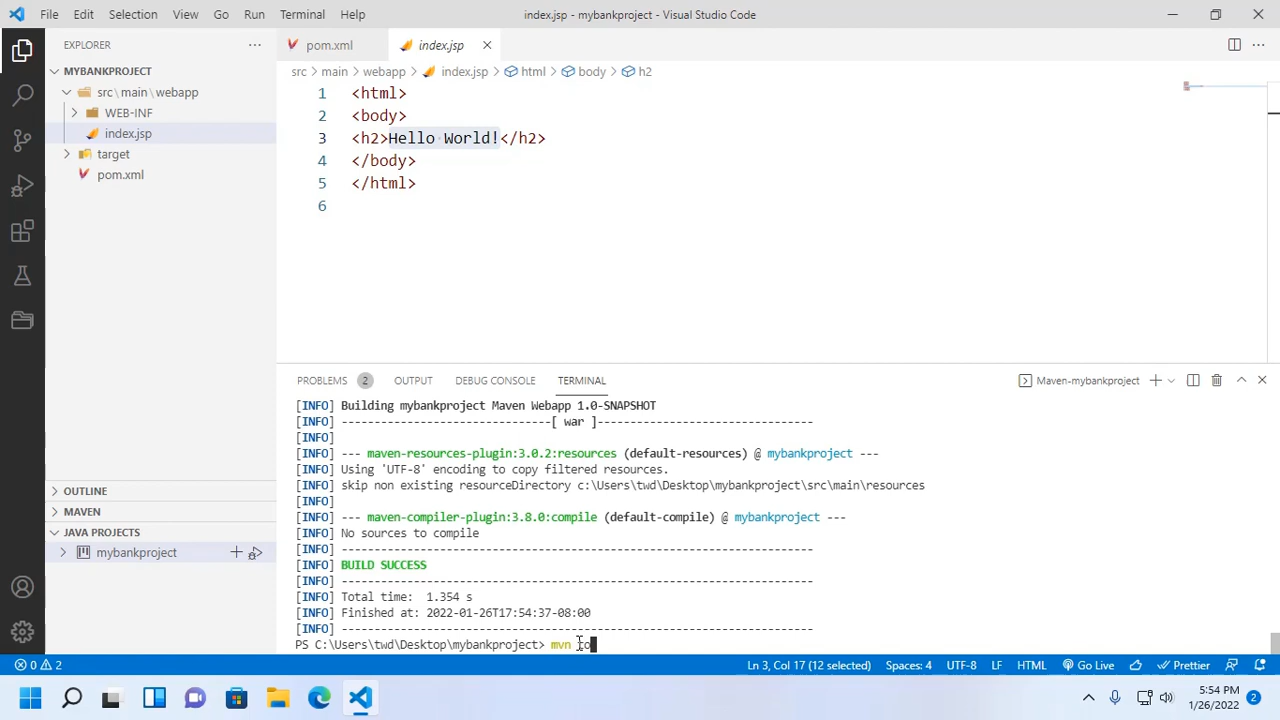 File Edit Selection View Go Run Terminal Help index.jsp - mybankproject - Visual Studio Code
EXPLORER
MYBANKPROJECT
src\main\webapp
WEB-INF
index.jsp
target
pom.xml
OUTLINE
MAVEN
JAVA PROJECTS
mybankproject
pom.xml index.jsp
src > main > webapp > index.jsp > html > body > h2
1 <html>
2 <body>
3 <h2>Hello World!</h2>
4 </body>
5 </html>
6
PROBLEMS 2 OUTPUT DEBUG CONSOLE TERMINAL Maven-mybankproject
[INFO] Building mybankproject Maven Webapp 1.0-SNAPSHOT
[INFO] --------------------------------[ war ]---------------------------------
[INFO]
[INFO] --- maven-resources-plugin:3.0.2:resources (default-resources) @ mybankproject ---
[INFO] Using 'UTF-8' encoding to copy filtered resources.
[INFO] skip non existing resourceDirectory c:\Users\twd\Desktop\mybankproject\src\main\resources
[INFO]
[INFO] --- maven-compiler-plugin:3.8.0:compile (default-compile) @ mybankproject ---
[INFO] No sources to compile
[INFO] ------------------------------------------------------------------------
[INFO] BUILD SUCCESS
[INFO] ------------------------------------------------------------------------
[INFO] Total time: 1.354 s
[INFO] Finished at: 2022-01-26T17:54:37-08:00
[INFO] ------------------------------------------------------------------------
PS C:\Users\twd\Desktop\mybankproject> mvn
0 2 Ln 3, Col 17 (12 selected) Spaces: 4 UTF-8 LF HTML Go Live Prettier
5:54 PM
1/26/2022 2